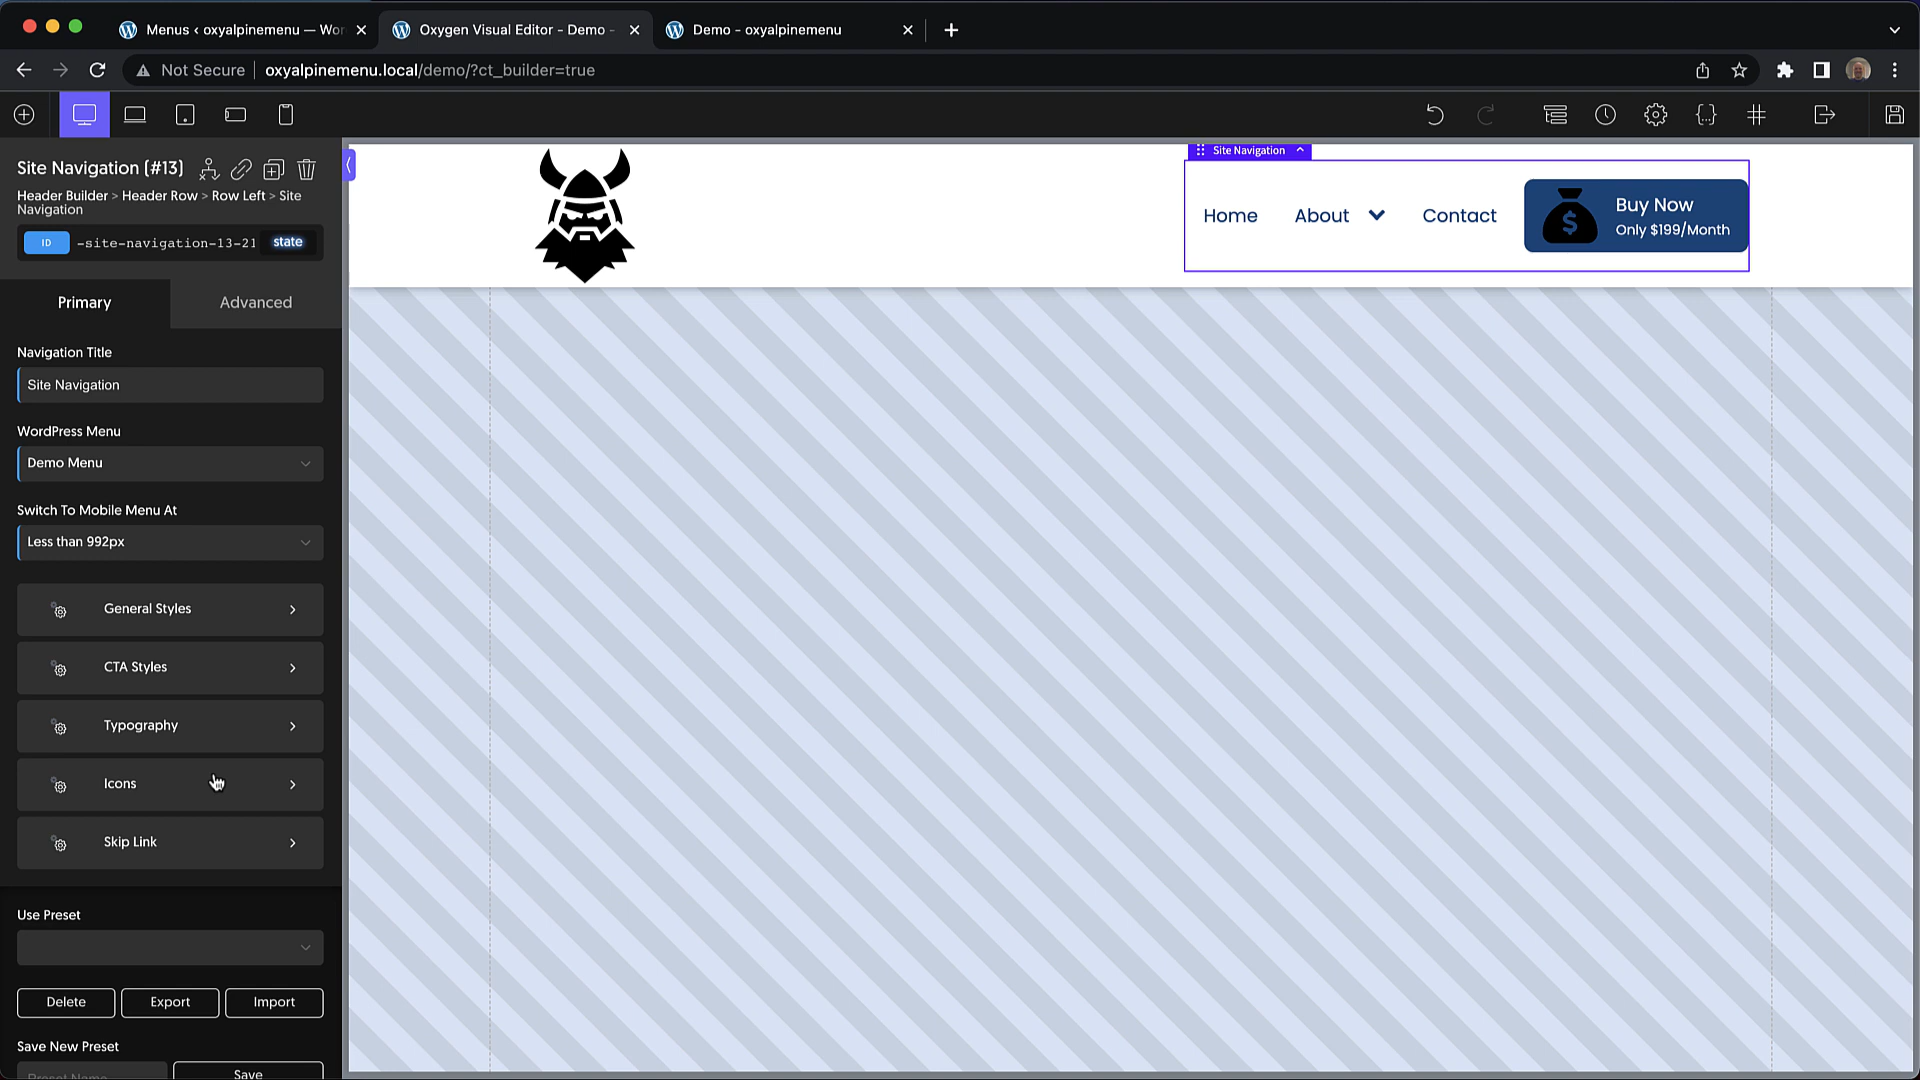 Menus ‹ oxyalpinemenu — Wor
Oxygen Visual Editor - Demo -
Demo - oxyalpinemenu
Not Secure
oxyalpinemenu.local/demo/?ct_builder=true
Site Navigation (#13)
Header Builder > Header Row > Row Left > Site
Navigation
ID
-site-navigation-13-21
state
Primary
Advanced
Navigation Title
Site Navigation
WordPress Menu
Demo Menu
Switch To Mobile Menu At
Less than 992px
General Styles
CTA Styles
Typography
Icons
Skip Link
Use Preset
Delete
Export
Import
Save New Preset
Preset Name
Save
Site Navigation
Home
About
Contact
$
Buy Now
Only $199/Month